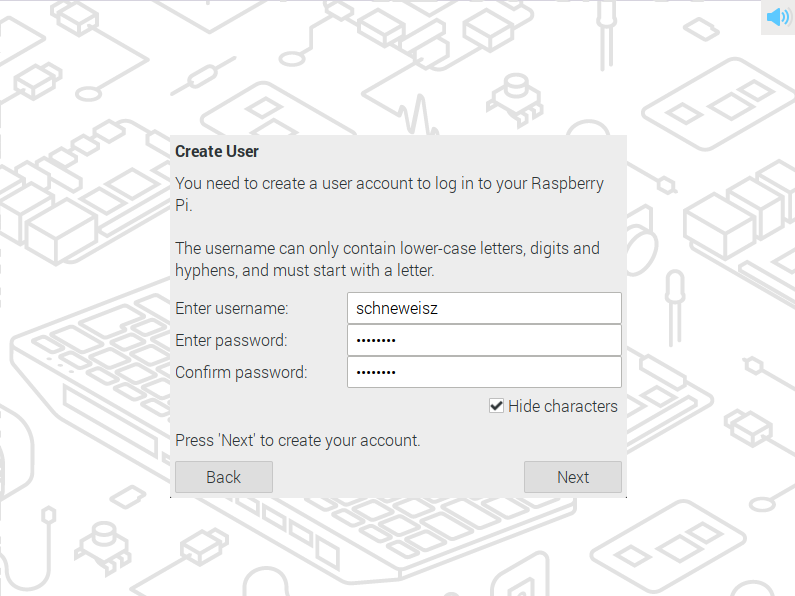 Create User
You need to create a user account to log in to your Raspberry
Pi.
The username can only contain lower-case letters, digits and
hyphens, and must start with a letter.
Enter username: schneweisz
Enter password: ••••••••
Confirm password: ••••••••
Hide characters
Press 'Next' to create your account.
Back Next